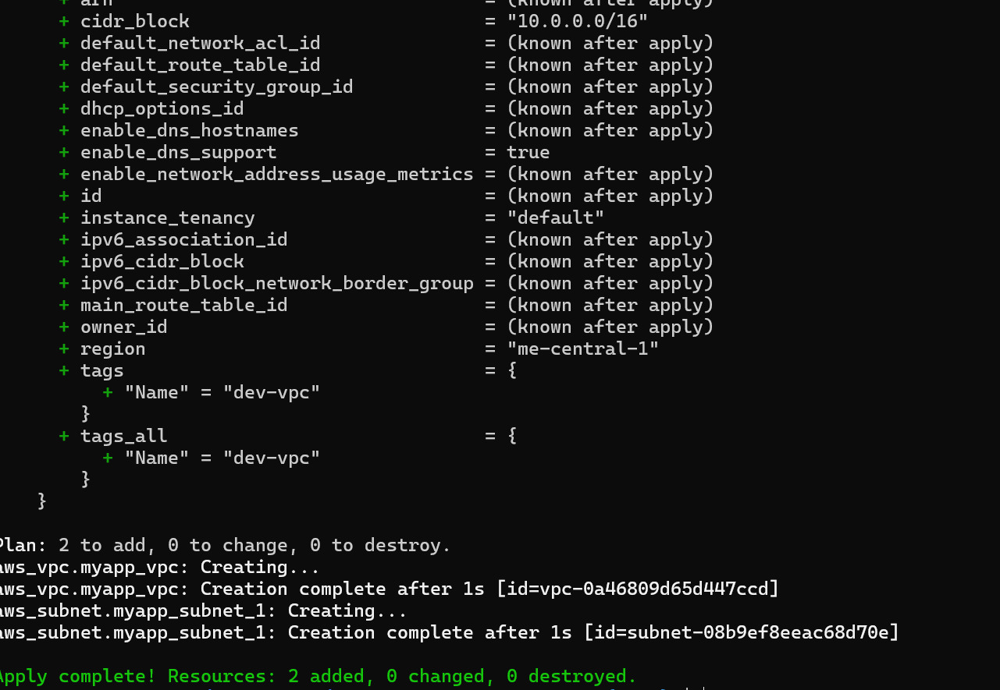 + arn = (known after apply)
+ cidr_block = "10.0.0.0/16"
+ default_network_acl_id = (known after apply)
+ default_route_table_id = (known after apply)
+ default_security_group_id = (known after apply)
+ dhcp_options_id = (known after apply)
+ enable_dns_hostnames = (known after apply)
+ enable_dns_support = true
+ enable_network_address_usage_metrics = (known after apply)
+ id = (known after apply)
+ instance_tenancy = "default"
+ ipv6_association_id = (known after apply)
+ ipv6_cidr_block = (known after apply)
+ ipv6_cidr_block_network_border_group = (known after apply)
+ main_route_table_id = (known after apply)
+ owner_id = (known after apply)
+ region = "me-central-1"
+ tags = {
+ "Name" = "dev-vpc"
}
+ tags_all = {
+ "Name" = "dev-vpc"
}
}
Plan: 2 to add, 0 to change, 0 to destroy.
aws_vpc.myapp_vpc: Creating...
aws_vpc.myapp_vpc: Creation complete after 1s [id=vpc-0a46809d65d447ccd]
aws_subnet.myapp_subnet_1: Creating...
aws_subnet.myapp_subnet_1: Creation complete after 1s [id=subnet-08b9ef8eeac68d70e]
Apply complete! Resources: 2 added, 0 changed, 0 destroyed.